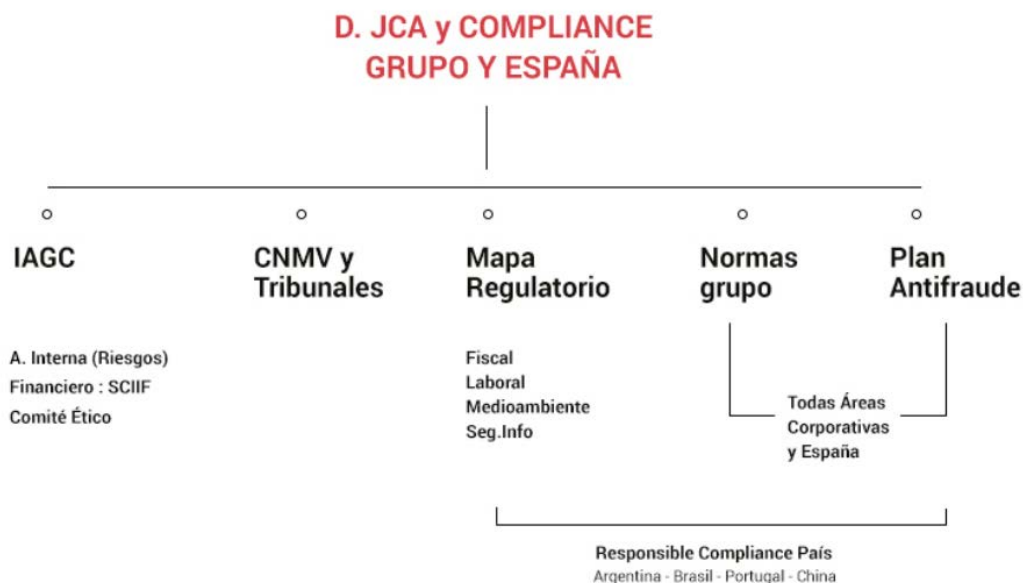 D. JCA y COMPLIANCE
GRUPO Y ESPAÑA
IAGC
CNMV y
Tribunales
Mapa
Regulatorio
Normas
grupo
Plan
Antifraude
A. Interna (Riesgos)
Financiero : SCIIF
Comité Ético
Fiscal
Laboral
Medioambiente
Seg.Info
Todas Áreas
Corporativas
y España
Responsible Compliance País
Argentina - Brasil - Portugal - China